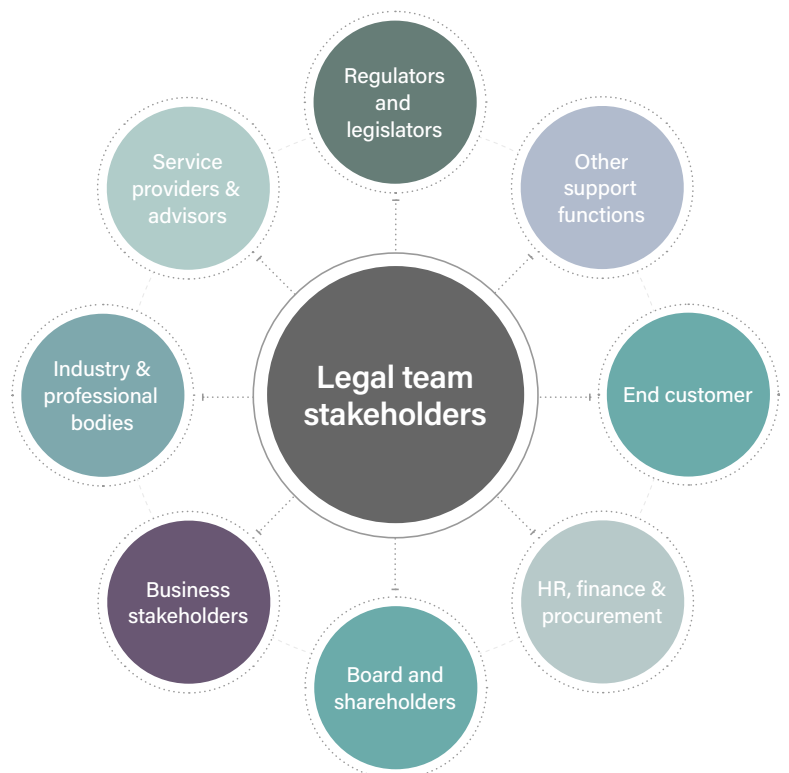 Regulators
and
legislators
Service
providers &
advisors
Other
support
functions
Industry &
professional
bodies
Legal team
stakeholders
End customer
Business
stakeholders
HR, finance &
procurement
Board and
shareholders